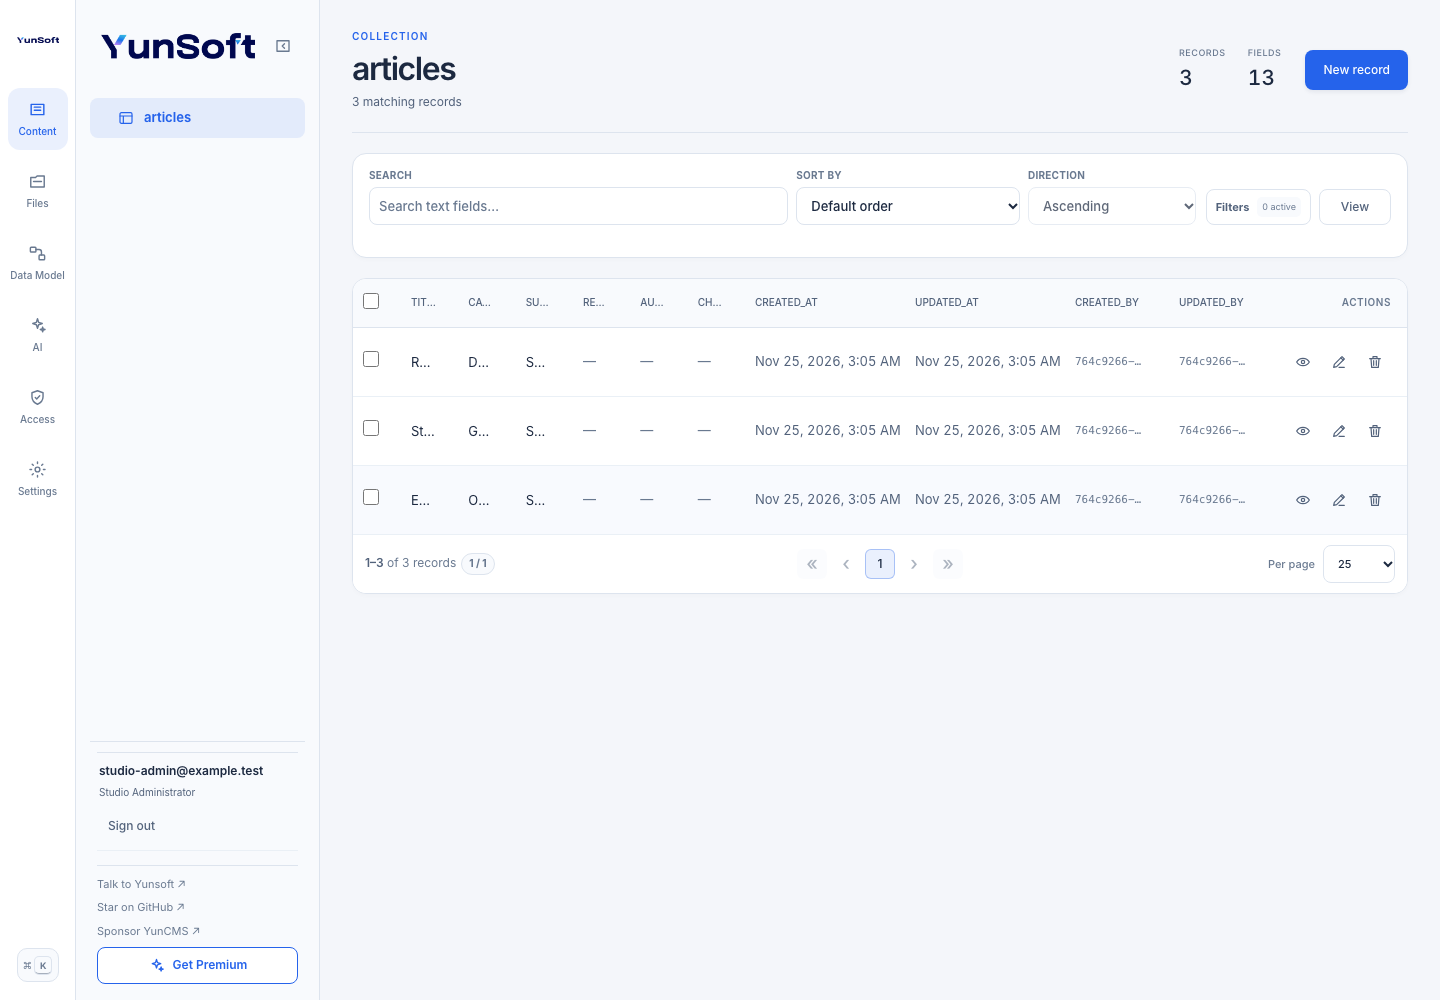 YunSoft
Content
Files
Data Model
AI
Access
Settings
⌘ K
YunSoft
articles
studio-admin@example.test
Studio Administrator
Sign out
Talk to Yunsoft ↗
Star on GitHub ↗
Sponsor YunCMS ↗
Get Premium
COLLECTION
articles
3 matching records
RECORDS
3
FIELDS
13
New record
SEARCH
Search text fields...
SORT BY
Default order
DIRECTION
Ascending
Filters 0 active
View
TIT... CA... SU... RE... AU... CH... CREATED_AT UPDATED_AT CREATED_BY UPDATED_BY ACTIONS
R... D... S... — — — Nov 25, 2026, 3:05 AM Nov 25, 2026, 3:05 AM 764c9266–… 764c9266–…
St... G... S... — — — Nov 25, 2026, 3:05 AM Nov 25, 2026, 3:05 AM 764c9266–… 764c9266–…
E... O... S... — — — Nov 25, 2026, 3:05 AM Nov 25, 2026, 3:05 AM 764c9266–… 764c9266–…
1–3 of 3 records 1 / 1
« ‹ 1 › »
Per page 25